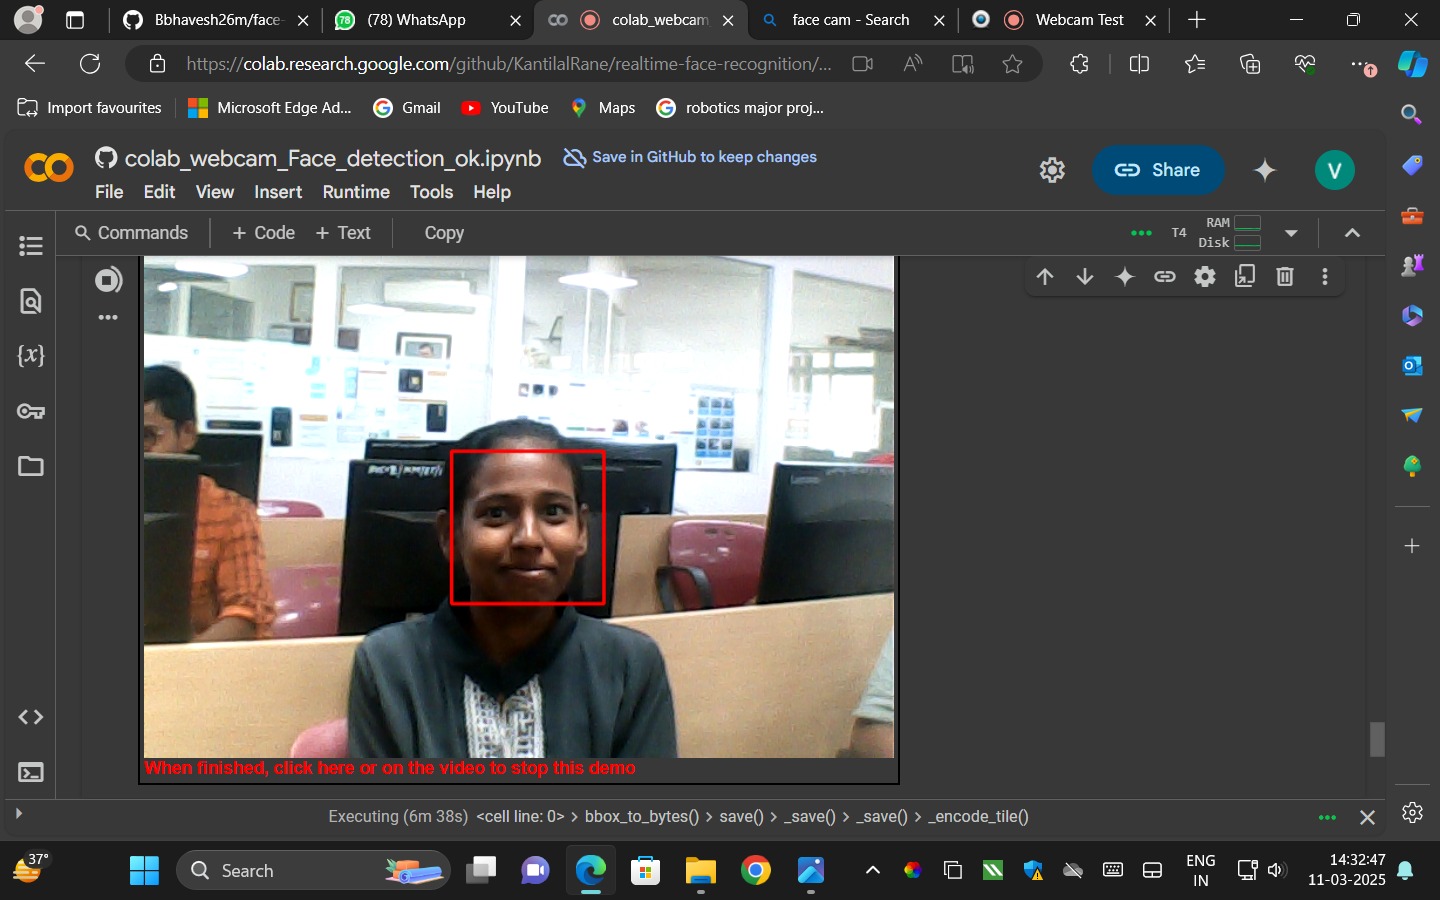 Bbhavesh26m/face-
(78) WhatsApp
colab_webcam
face cam - Search
Webcam Test
https://colab.research.google.com/github/KantilalRane/realtime-face-recognition/...
Import favourites
Microsoft Edge Ad...
Gmail
YouTube
Maps
robotics major proj...
colab_webcam_Face_detection_ok.ipynb
Save in GitHub to keep changes
Share
V
File Edit View Insert Runtime Tools Help
Commands + Code + Text Copy
T4
RAM
Disk
Lenovo
When finished, click here or on the video to stop this demo
Executing (6m 38s) <cell line: 0> > bbox_to_bytes() > save() > _save() > _save() > _encode_tile()
37°
Search
ENG
IN
14:32:47
11-03-2025